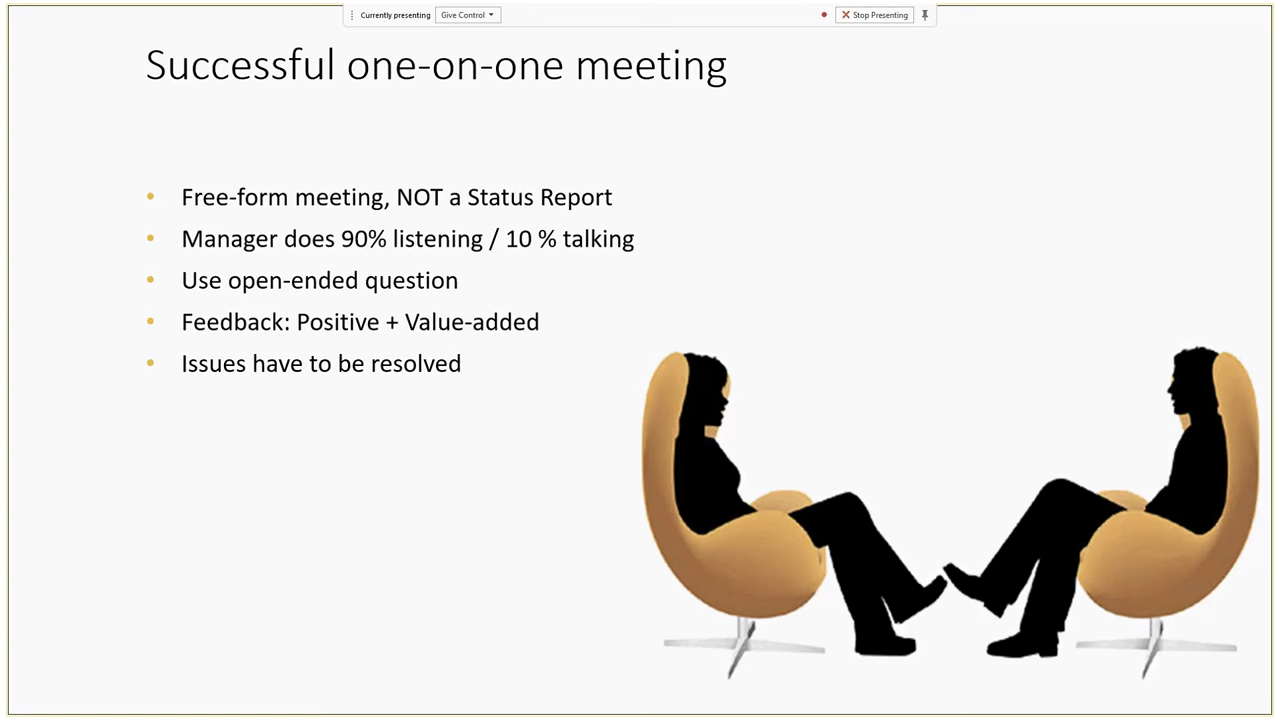 Currently presenting Give Control Stop Presenting
Successful one-on-one meeting
• Free-form meeting, NOT a Status Report
• Manager does 90% listening / 10 % talking
• Use open-ended question
• Feedback: Positive + Value-added
• Issues have to be resolved